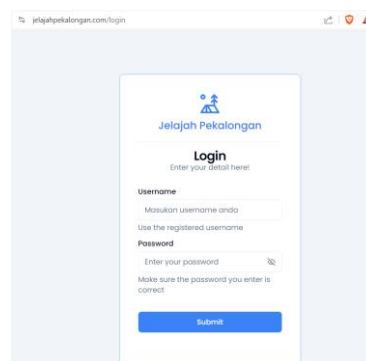 jelajahpekalongan.com/login
Jelajah Pekalongan
Login
Enter your detail here!
Username
Masukan username anda
Use the registered username
Password
Enter your password
Make sure the password you enter is
correct
Submit